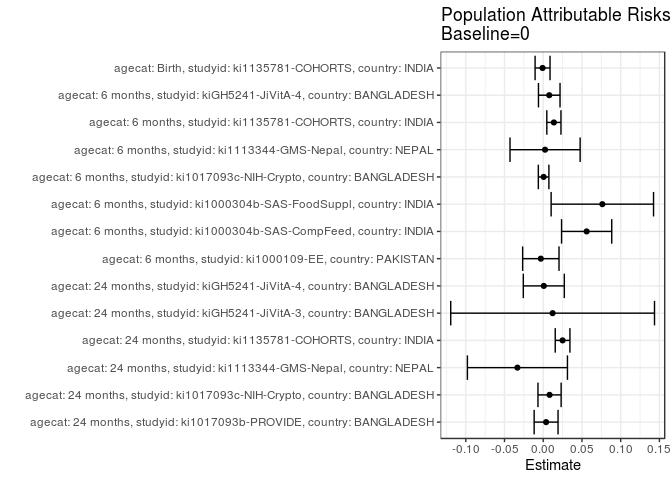 Population Attributable Risks
Baseline=0
agecat: Birth, studyid: ki1135781-COHORTS, country: INDIA
agecat: 6 months, studyid: kiGH5241-JiVitA-4, country: BANGLADESH
agecat: 6 months, studyid: ki1135781-COHORTS, country: INDIA
agecat: 6 months, studyid: ki1113344-GMS-Nepal, country: NEPAL
agecat: 6 months, studyid: ki1017093c-NIH-Crypto, country: BANGLADESH
agecat: 6 months, studyid: ki1000304b-SAS-FoodSuppl, country: INDIA
agecat: 6 months, studyid: ki1000304b-SAS-CompFeed, country: INDIA
agecat: 6 months, studyid: ki1000109-EE, country: PAKISTAN
agecat: 24 months, studyid: kiGH5241-JiVitA-4, country: BANGLADESH
agecat: 24 months, studyid: kiGH5241-JiVitA-3, country: BANGLADESH
agecat: 24 months, studyid: ki1135781-COHORTS, country: INDIA
agecat: 24 months, studyid: ki1113344-GMS-Nepal, country: NEPAL
agecat: 24 months, studyid: ki1017093c-NIH-Crypto, country: BANGLADESH
agecat: 24 months, studyid: ki1017093b-PROVIDE, country: BANGLADESH
-0.10 -0.05 0.00 0.05 0.10 0.15
Estimate